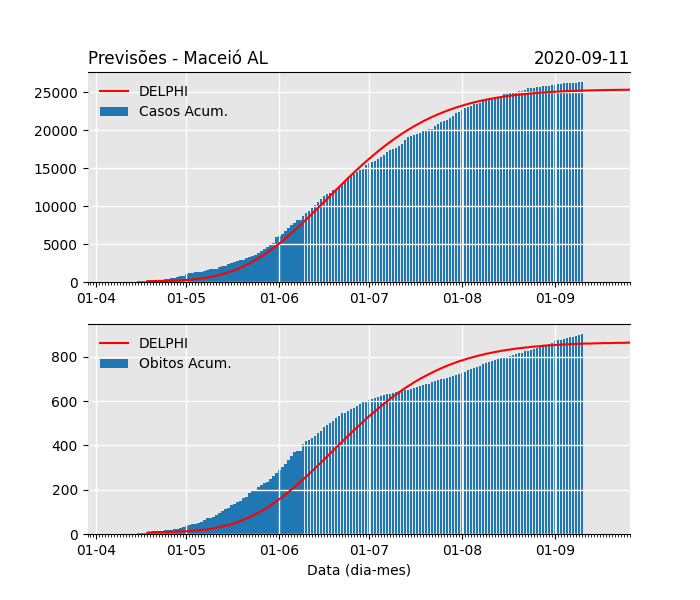 Previsões - Maceió AL 2020-09-11
DELPHI
Casos Acum.
25000
20000
15000
10000
5000
0
01-04 01-05 01-06 01-07 01-08 01-09
DELPHI
Obitos Acum.
800
600
400
200
0
01-04 01-05 01-06 01-07 01-08 01-09
Data (dia-mes)